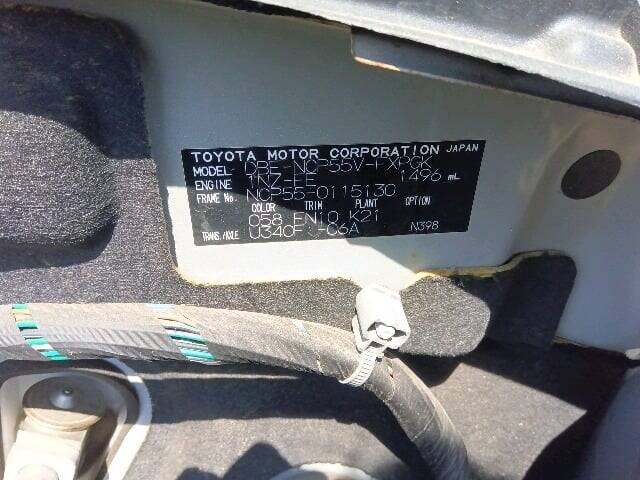 TOYOTA MOTOR CORPORATION JAPAN
MODEL DBE-NCP55V-EXPGK
ENGINE 1NZ-FE 1496 mL
FRAME No. NCP55-0115130
COLOR TRIM PLANT OPTION
058 EN10 K21
TRANS./AXLE U340F -C6A N398